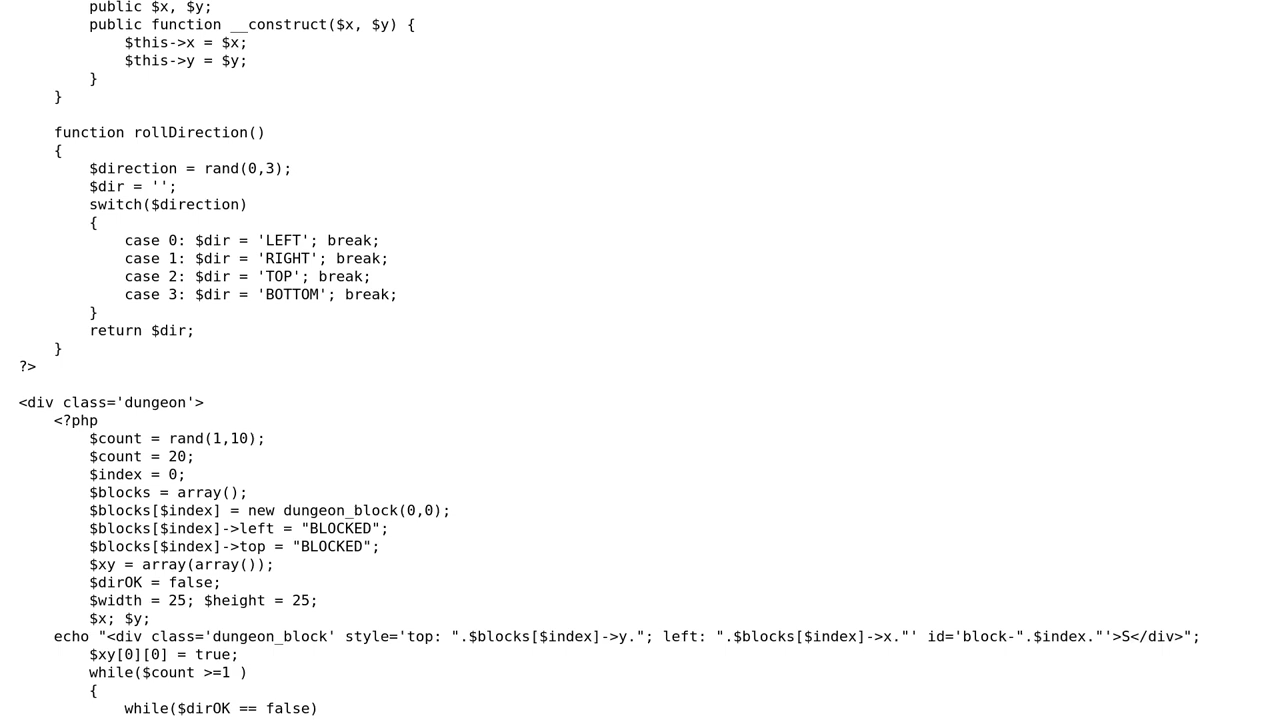 public $x, $y;
public function __construct($x, $y) {
$this->x = $x;
$this->y = $y;
}
}
function rollDirection()
{
$direction = rand(0,3);
$dir = '';
switch($direction)
{
case 0: $dir = 'LEFT'; break;
case 1: $dir = 'RIGHT'; break;
case 2: $dir = 'TOP'; break;
case 3: $dir = 'BOTTOM'; break;
}
return $dir;
}
?>
<div class='dungeon'>
<?php
$count = rand(1,10);
$count = 20;
$index = 0;
$blocks = array();
$blocks[$index] = new dungeon_block(0,0);
$blocks[$index]->left = "BLOCKED";
$blocks[$index]->top = "BLOCKED";
$xy = array(array());
$dirOK = false;
$width = 25; $height = 25;
$x; $y;
echo "<div class='dungeon_block' style='top: ".$blocks[$index]->y."; left: ".$blocks[$index]->x."' id='block-".$index."'>S</div>";
$xy[0][0] = true;
while($count >=1 )
{
while($dirOK == false)